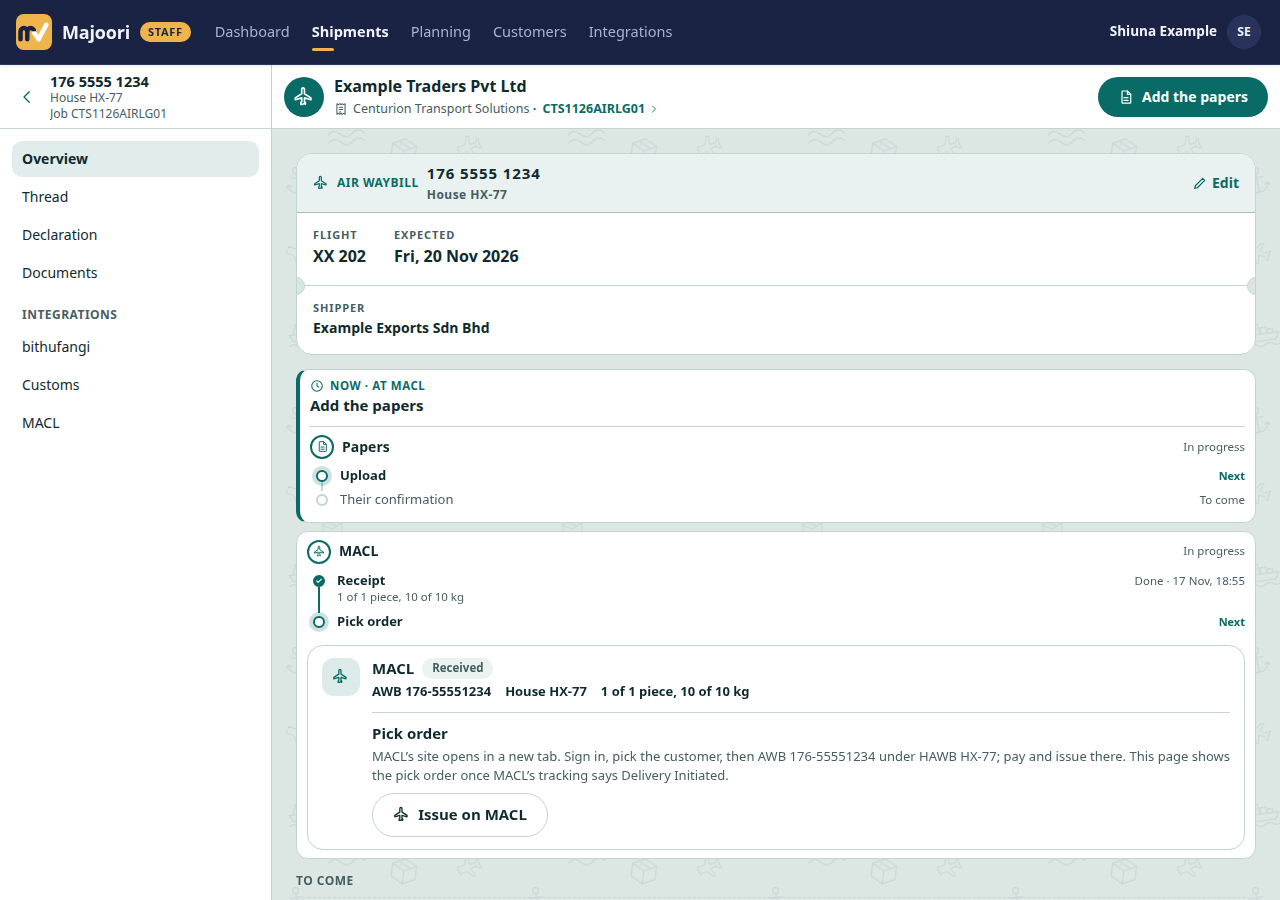 Majoori
STAFF
Dashboard
Shipments
Planning
Customers
Integrations
Shiuna Example
SE
176 5555 1234
House HX-77
Job CTS1126AIRLG01
Example Traders Pvt Ltd
Centurion Transport Solutions · CTS1126AIRLG01
Add the papers
Overview
Thread
Declaration
Documents
INTEGRATIONS
bithufangi
Customs
MACL
AIR WAYBILL
176 5555 1234
House HX-77
Edit
FLIGHT
XX 202
EXPECTED
Fri, 20 Nov 2026
SHIPPER
Example Exports Sdn Bhd
NOW · AT MACL
Add the papers
Papers
In progress
Upload
Next
Their confirmation
To come
MACL
In progress
Receipt
Done · 17 Nov, 18:55
1 of 1 piece, 10 of 10 kg
Pick order
Next
MACL
Received
AWB 176-55551234 House HX-77 1 of 1 piece, 10 of 10 kg
Pick order
MACL’s site opens in a new tab. Sign in, pick the customer, then AWB 176-55551234 under HAWB HX-77; pay and issue there. This page shows
the pick order once MACL’s tracking says Delivery Initiated.
Issue on MACL
TO COME